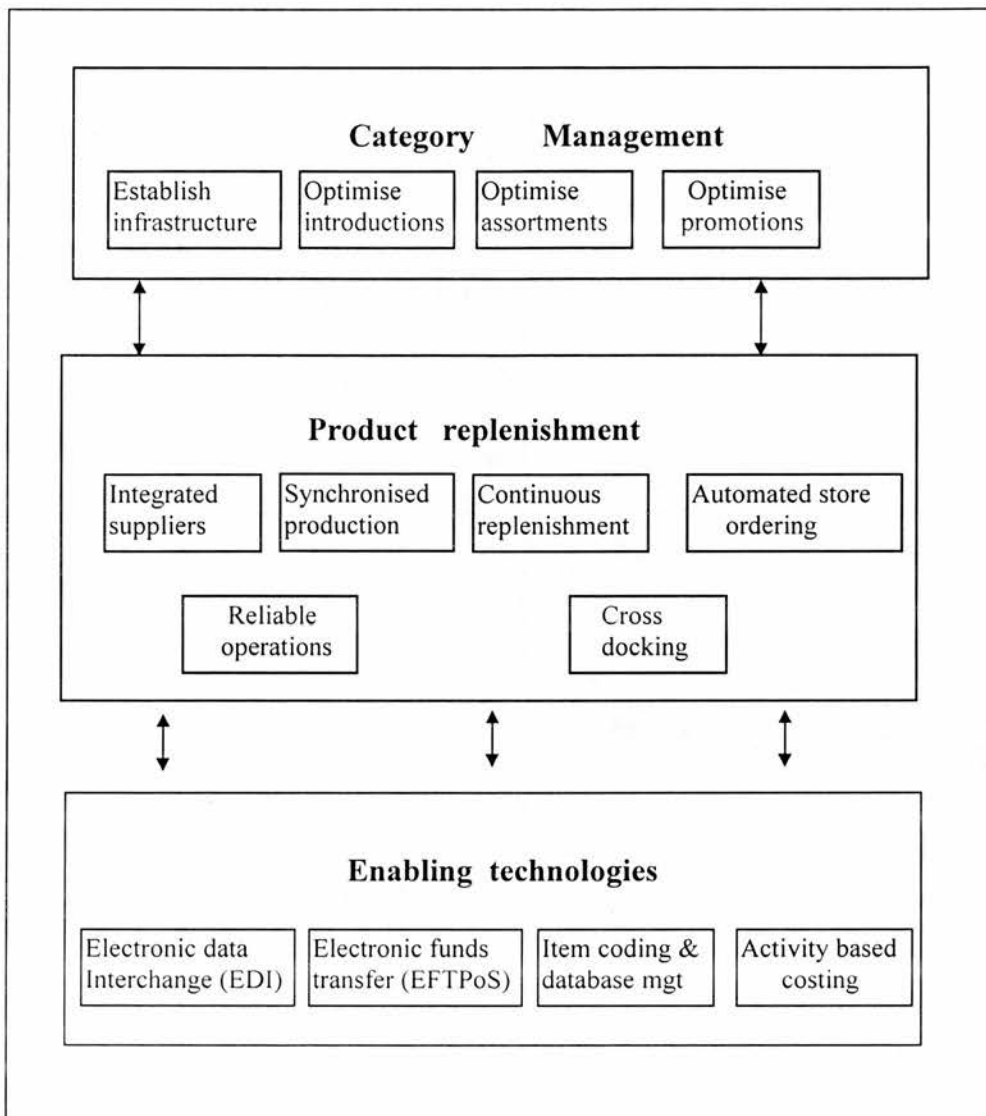 Category Management
Establish
infrastructure
Optimise
introductions
Optimise
assortments
Optimise
promotions
Product replenishment
Integrated
suppliers
Synchronised
production
Continuous
replenishment
Automated store
ordering
Reliable
operations
Cross
docking
Enabling technologies
Electronic data
Interchange (EDI)
Electronic funds
transfer (EFTPoS)
Item coding &
database mgt
Activity based
costing